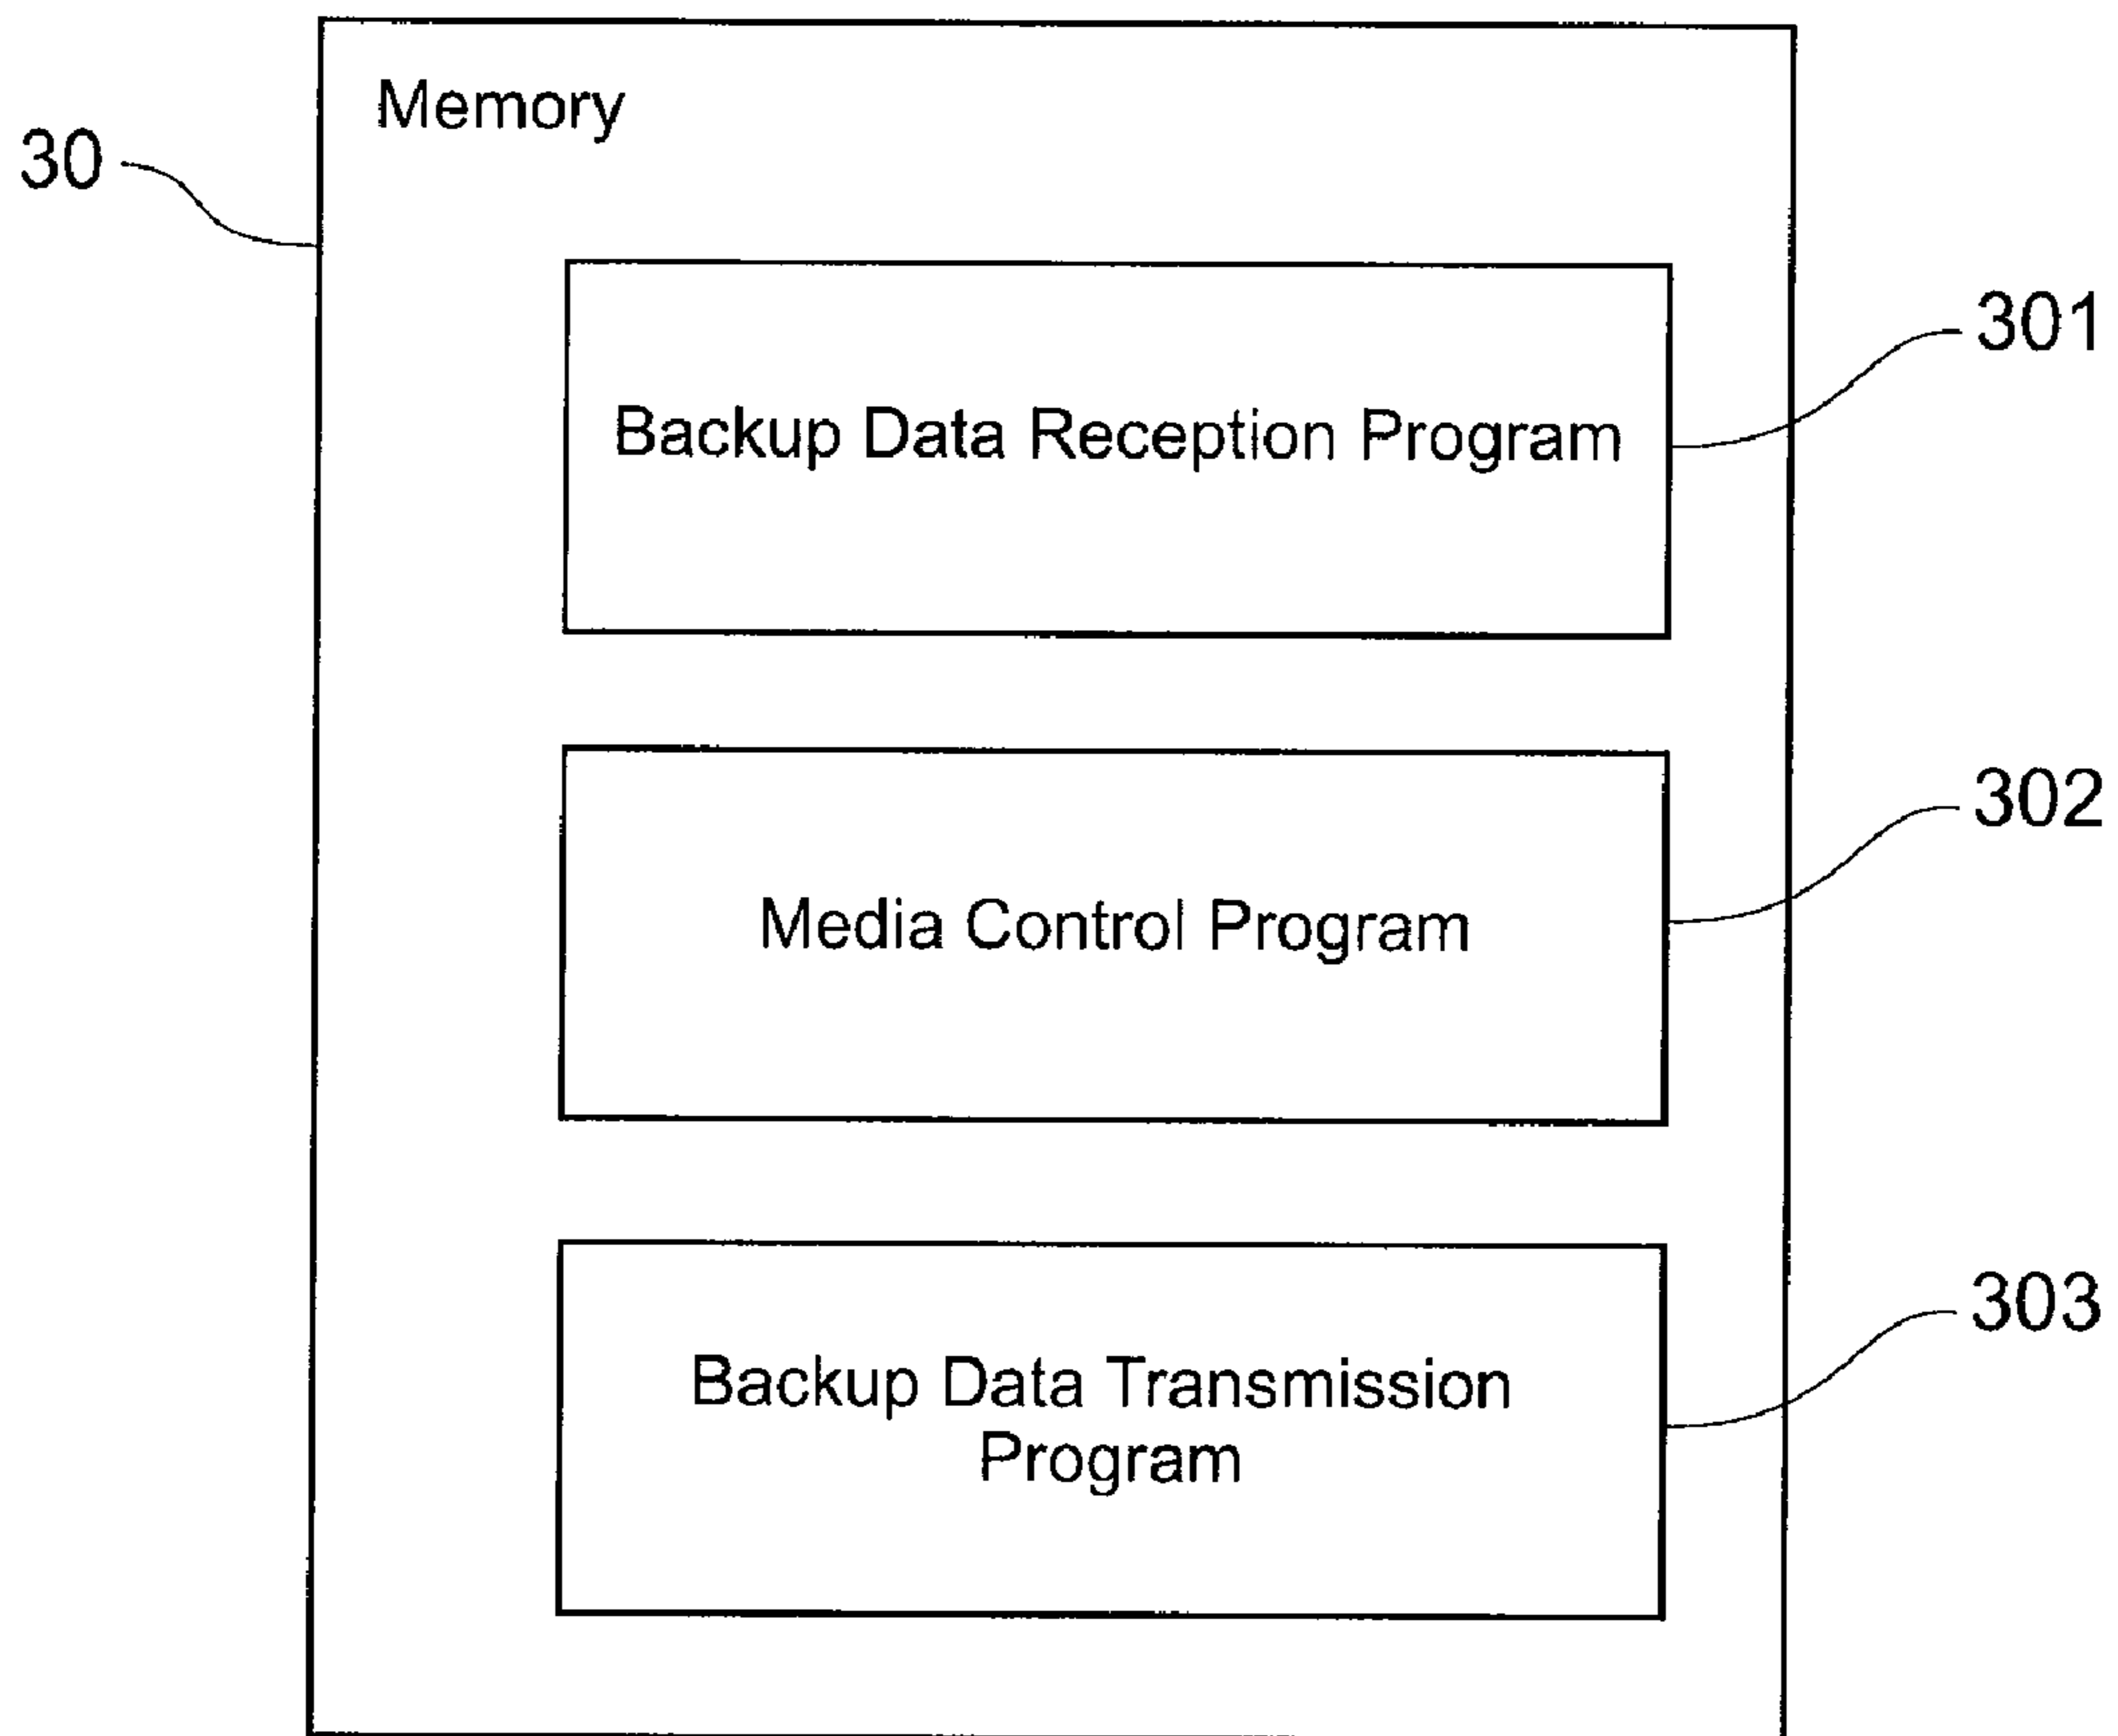 Memory
30
301
Backup Data Reception Program
302
Media Control Program
303
Backup Data Transmission
Program